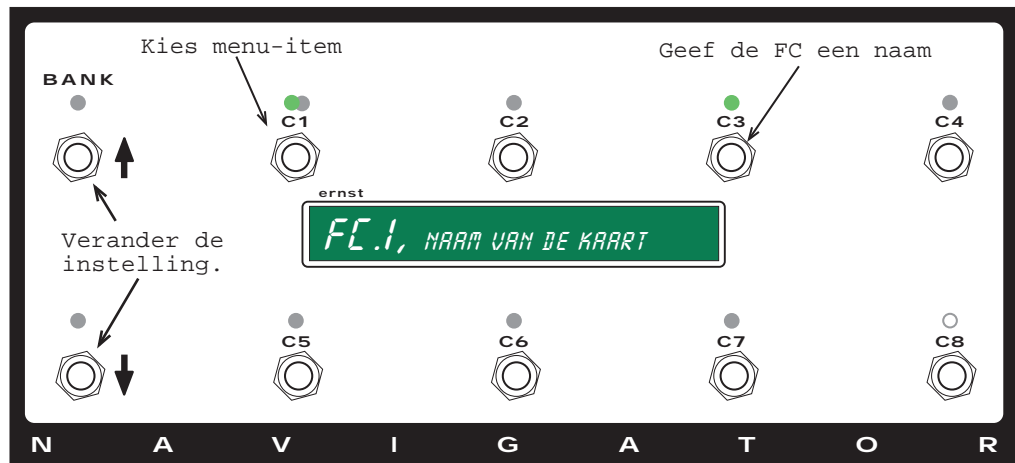 Kies menu-item
Geef de FC een naam
BANK
C1
C2
C3
C4
ernst
FC.1, NAAM VAN DE KAART
Verander de
instelling.
C5
C6
C7
C8
NAVIGATOR